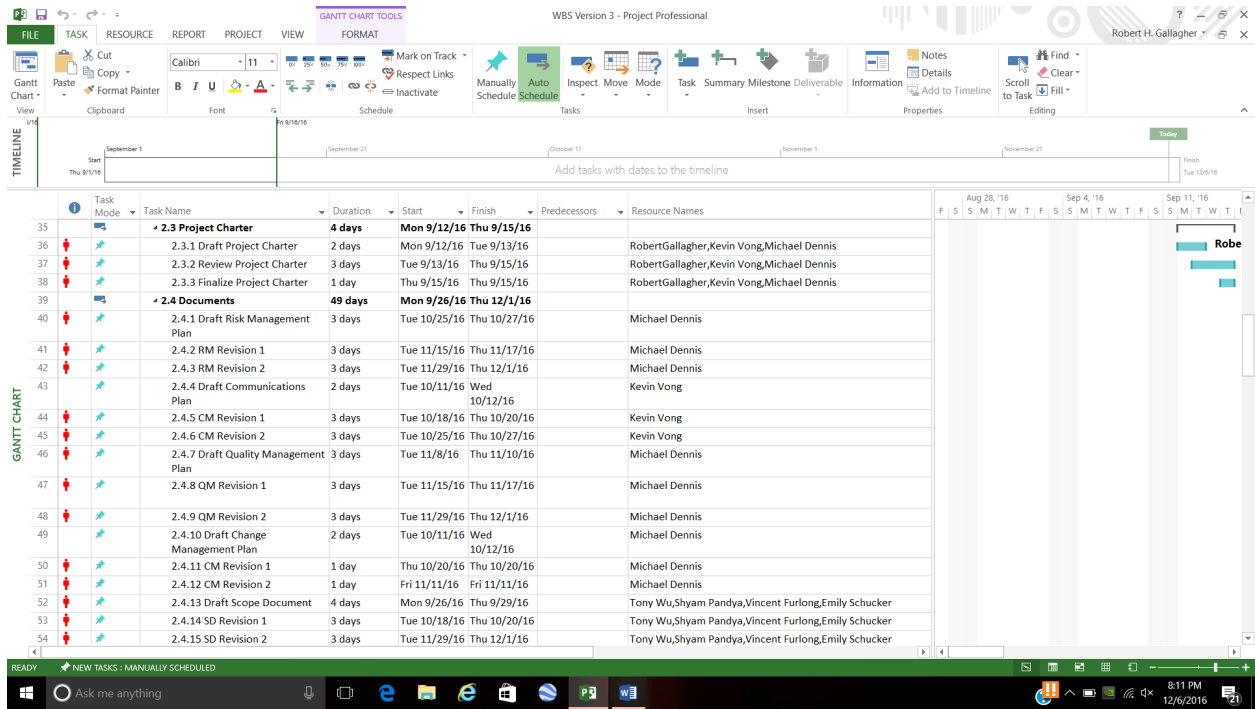 GANTT CHART TOOLS
WBS Version 3 - Project Professional
FILE TASK RESOURCE REPORT PROJECT VIEW FORMAT Robert H. Gallagher
Gantt Chart Paste Cut Copy Format Painter
Calibri 11
B I U A
0% 25% 50% 75% 100%
Mark on Track
Respect Links
Inactivate
Manually Schedule Auto Schedule Inspect Move Mode Task Summary Milestone Deliverable Information
Notes
Details
Add to Timeline
Scroll to Task
Find
Clear
Fill
View Clipboard Font Schedule Tasks Insert Properties Editing
TIMELINE
1/16 Fri 9/16/16 Today
September 1 September 21 October 11 November 1 November 21
Start
Thu 9/1/16
Add tasks with dates to the timeline
Finish
Tue 12/6/16
GANTT CHART
Task Mode Task Name Duration Start Finish Predecessors Resource Names
Aug 28, '16 Sep 4, '16 Sep 11, '16
F S S M T W T F S S M T W T F S S M T W T F
35 2.3 Project Charter 4 days Mon 9/12/16 Thu 9/15/16
36 2.3.1 Draft Project Charter 2 days Mon 9/12/16 Tue 9/13/16 RobertGallagher,Kevin Vong,Michael Dennis Robe
37 2.3.2 Review Project Charter 3 days Tue 9/13/16 Thu 9/15/16 RobertGallagher,Kevin Vong,Michael Dennis
38 2.3.3 Finalize Project Charter 1 day Thu 9/15/16 Thu 9/15/16 RobertGallagher,Kevin Vong,Michael Dennis
39 2.4 Documents 49 days Mon 9/26/16 Thu 12/1/16
40 2.4.1 Draft Risk Management Plan 3 days Tue 10/25/16 Thu 10/27/16 Michael Dennis
41 2.4.2 RM Revision 1 3 days Tue 11/15/16 Thu 11/17/16 Michael Dennis
42 2.4.3 RM Revision 2 3 days Tue 11/29/16 Thu 12/1/16 Michael Dennis
43 2.4.4 Draft Communications Plan 2 days Tue 10/11/16 Wed 10/12/16 Kevin Vong
44 2.4.5 CM Revision 1 3 days Tue 10/18/16 Thu 10/20/16 Kevin Vong
45 2.4.6 CM Revision 2 3 days Tue 10/25/16 Thu 10/27/16 Kevin Vong
46 2.4.7 Draft Quality Management Plan 3 days Tue 11/8/16 Thu 11/10/16 Michael Dennis
47 2.4.8 QM Revision 1 3 days Tue 11/15/16 Thu 11/17/16 Michael Dennis
48 2.4.9 QM Revision 2 3 days Tue 11/29/16 Thu 12/1/16 Michael Dennis
49 2.4.10 Draft Change Management Plan 2 days Tue 10/11/16 Wed 10/12/16 Michael Dennis
50 2.4.11 CM Revision 1 1 day Thu 10/20/16 Thu 10/20/16 Michael Dennis
51 2.4.12 CM Revision 2 1 day Fri 11/11/16 Fri 11/11/16 Michael Dennis
52 2.4.13 Draft Scope Document 4 days Mon 9/26/16 Thu 9/29/16 Tony Wu,Shyam Pandya,Vincent Furlong,Emily Schucker
53 2.4.14 SD Revision 1 3 days Tue 10/18/16 Thu 10/20/16 Tony Wu,Shyam Pandya,Vincent Furlong,Emily Schucker
54 2.4.15 SD Revision 2 3 days Tue 11/29/16 Thu 12/1/16 Tony Wu,Shyam Pandya,Vincent Furlong,Emily Schucker
READY NEW TASKS : MANUALLY SCHEDULED
Ask me anything
8:11 PM
12/6/2016
21